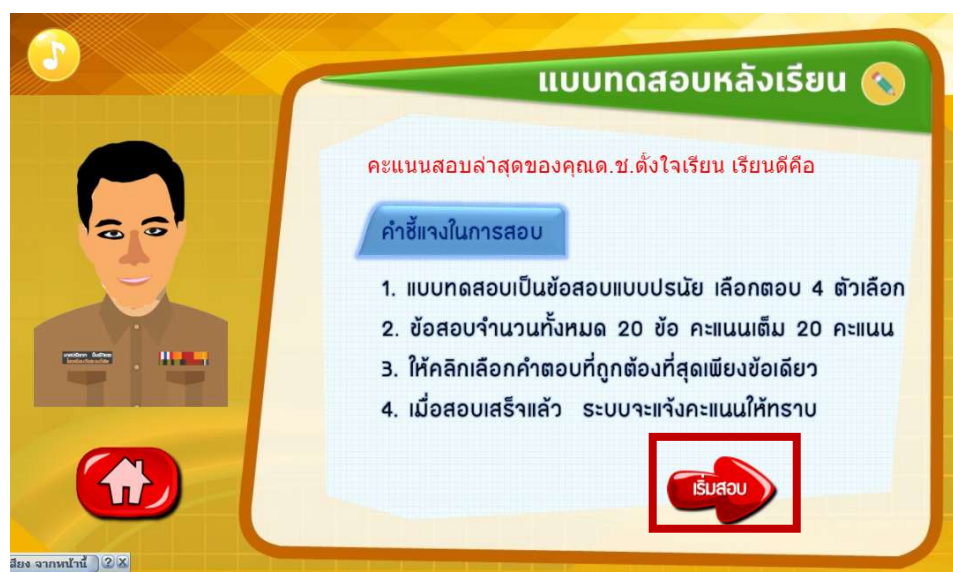 แบบทดสอบหลังเรียน
คะแนนสอบล่าสุดของคุณด.ช.ตั้งใจเรียน เรียนดีคือ
คำชี้แจงในการสอบ
1. แบบทดสอบเป็นข้อสอบแบบปรนัย เลือกตอบ 4 ตัวเลือก
2. ข้อสอบจำนวนทั้งหมด 20 ข้อ คะแนนเต็ม 20 คะแนน
3. ให้คลิกเลือกคำตอบที่ถูกต้องที่สุดเพียงข้อเดียว
4. เมื่อสอบเสร็จแล้ว ระบบจะแจ้งคะแนนให้ทราบ
เริ่มสอบ
เสียง จากหน้านี้